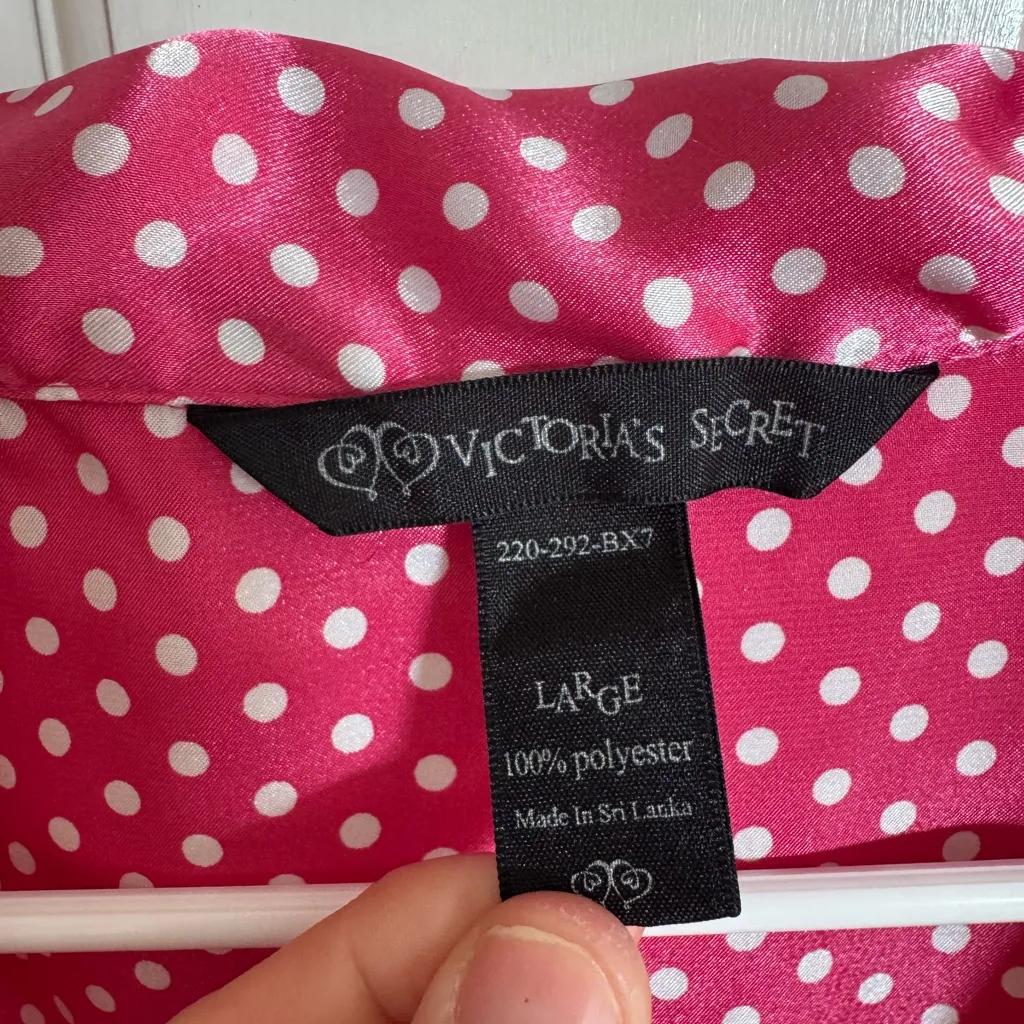 VICTORIA'S SECRET
220-292-BX7
LARGE
100% polyester
Made In Sri Lanka